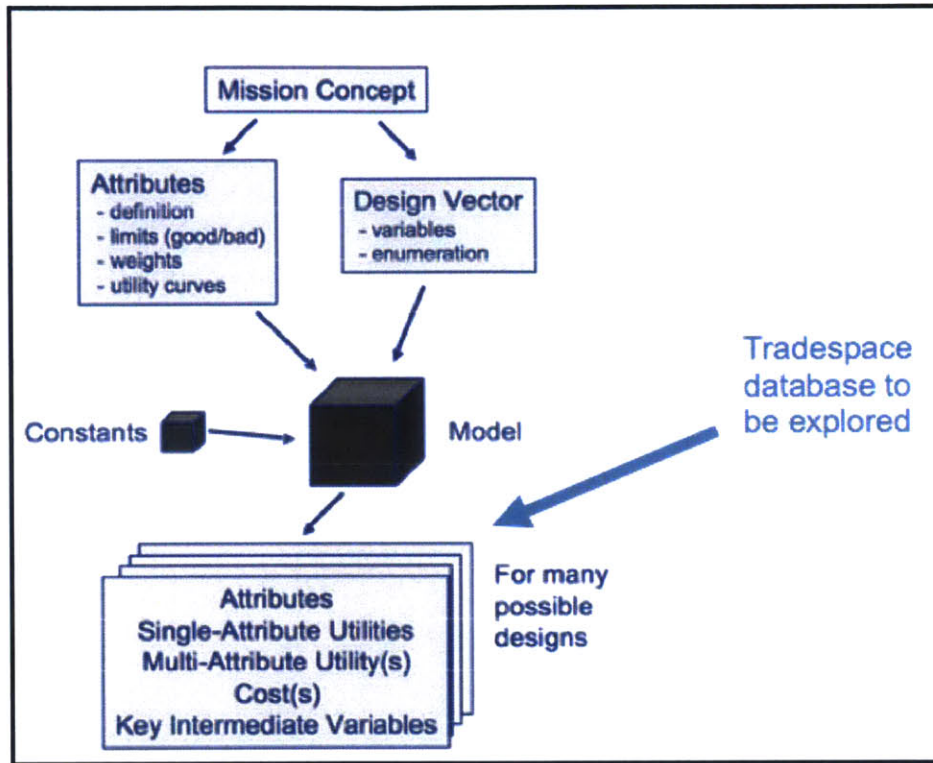 Mission Concept
Attributes
- definition
- limits (good/bad)
- weights
- utility curves
Design Vector
- variables
- enumeration
Constants
Model
Tradespace
database to
be explored
For many
possible
designs
Attributes
Single-Attribute Utilities
Multi-Attribute Utility(s)
Cost(s)
Key Intermediate Variables